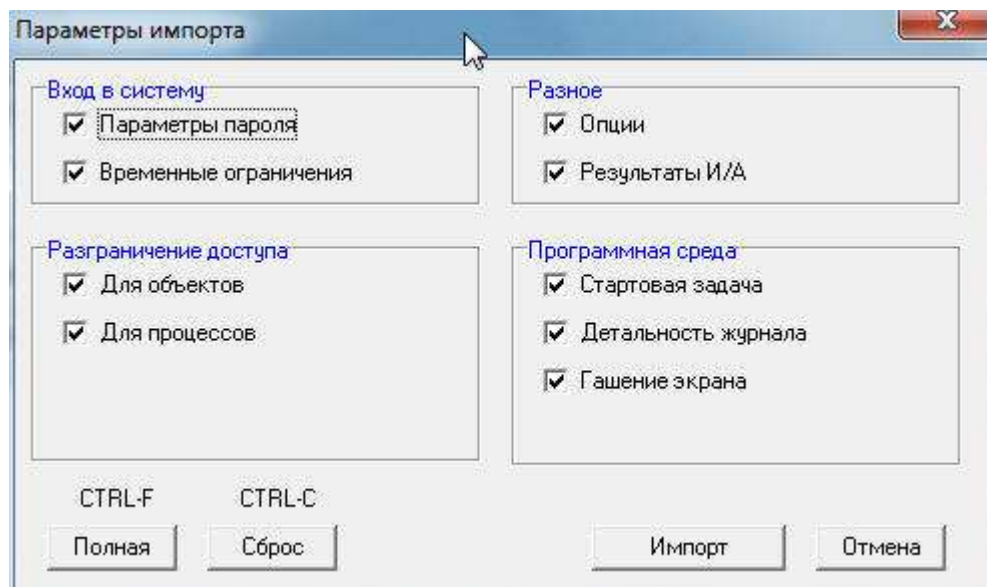 Параметры импорта
Вход в систему
Параметры пароля
Временные ограничения
Разное
Опции
Результаты И/А
Разграничение доступа
Для объектов
Для процессов
Программная среда
Стартовая задача
Детальность журнала
Гашение экрана
CTRL-F CTRL-C
Полная Сброс Импорт Отмена